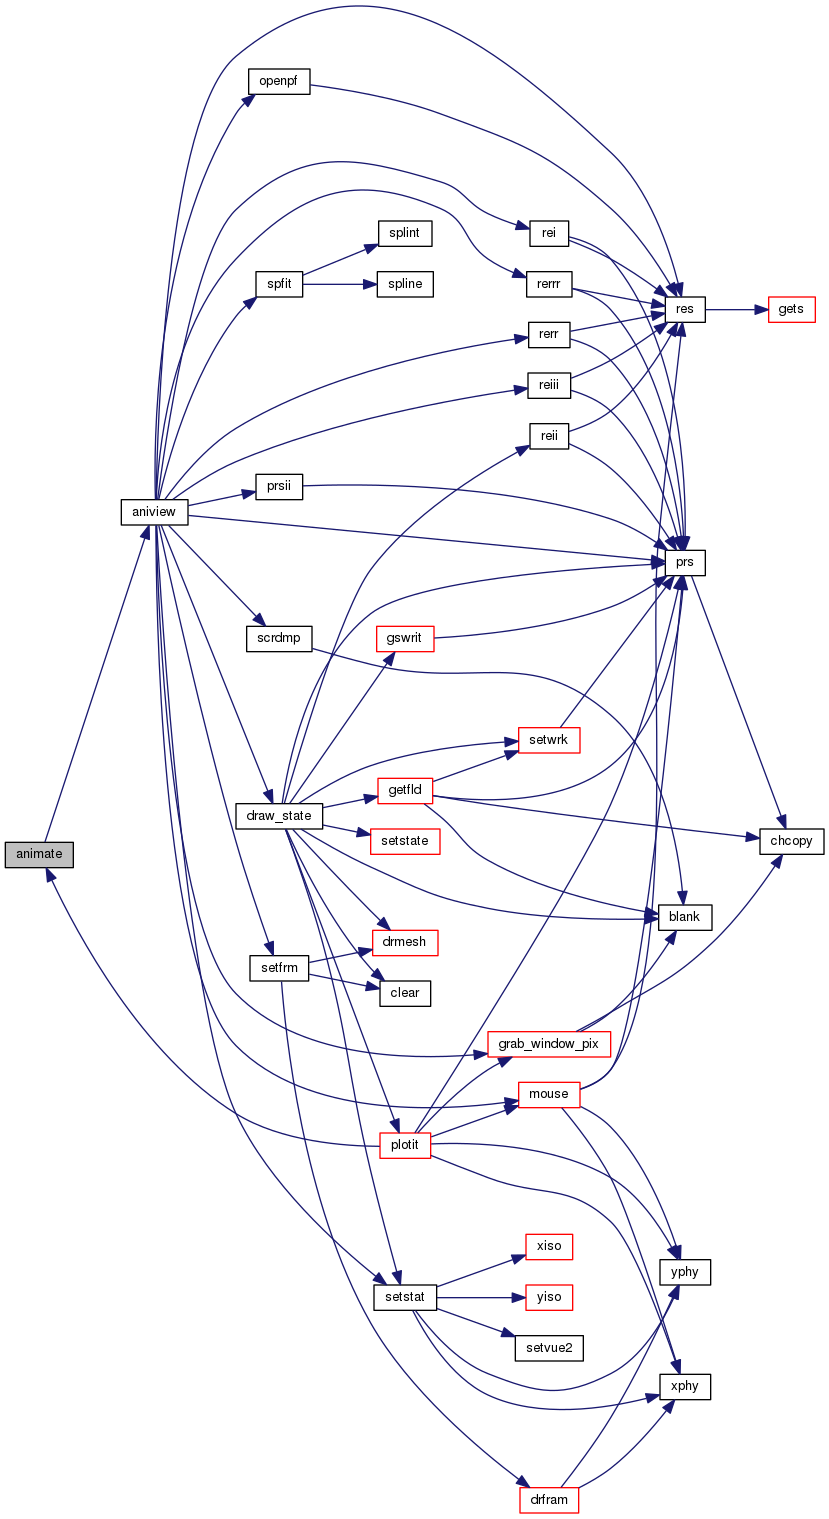 openpf
rei
splint
spfit
spline
rerrr
res
gets
rerr
reiii
reii
prsii
aniview
prs
scrdmp
gswrit
setwrk
getfld
draw_state
setstate
chcopy
animate
blank
drmesh
setfrm
clear
grab_window_pix
mouse
plotit
xiso
yphy
setstat
yiso
setvue2
xphy
drfram